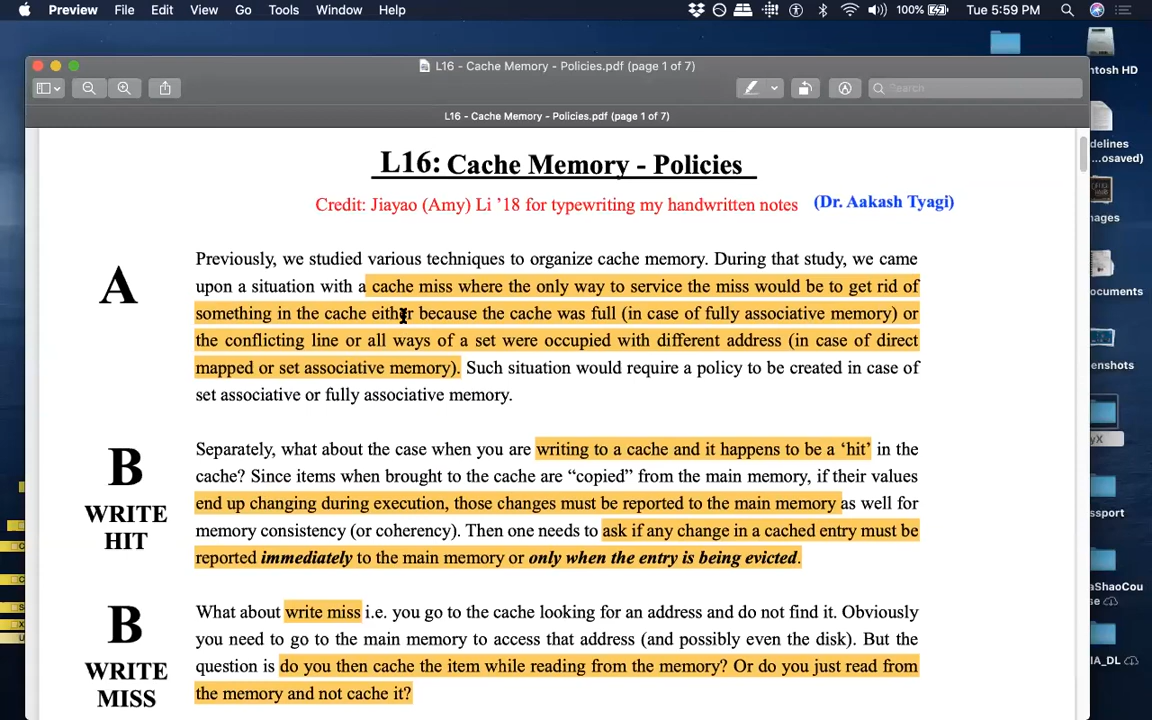 Preview File Edit View Go Tools Window Help 100% Tue 5:59 PM
L16 - Cache Memory - Policies.pdf (page 1 of 7)
Search
L16 - Cache Memory - Policies.pdf (page 1 of 7)
L16: Cache Memory - Policies
Credit: Jiayao (Amy) Li ’18 for typewriting my handwritten notes (Dr. Aakash Tyagi)
A
Previously, we studied various techniques to organize cache memory. During that study, we came
upon a situation with a cache miss where the only way to service the miss would be to get rid of
something in the cache either because the cache was full (in case of fully associative memory) or
the conflicting line or all ways of a set were occupied with different address (in case of direct
mapped or set associative memory). Such situation would require a policy to be created in case of
set associative or fully associative memory.
B
WRITE
HIT
Separately, what about the case when you are writing to a cache and it happens to be a ‘hit’ in the
cache? Since items when brought to the cache are “copied” from the main memory, if their values
end up changing during execution, those changes must be reported to the main memory as well for
memory consistency (or coherency). Then one needs to ask if any change in a cached entry must be
reported immediately to the main memory or only when the entry is being evicted.
B
WRITE
MISS
What about write miss i.e. you go to the cache looking for an address and do not find it. Obviously
you need to go to the main memory to access that address (and possibly even the disk). But the
question is do you then cache the item while reading from the memory? Or do you just read from
the memory and not cache it?
ntosh HD
delines
...osaved)
ages
ocuments
enshots
yX
ssport
aShaoCou
se
IA_DL